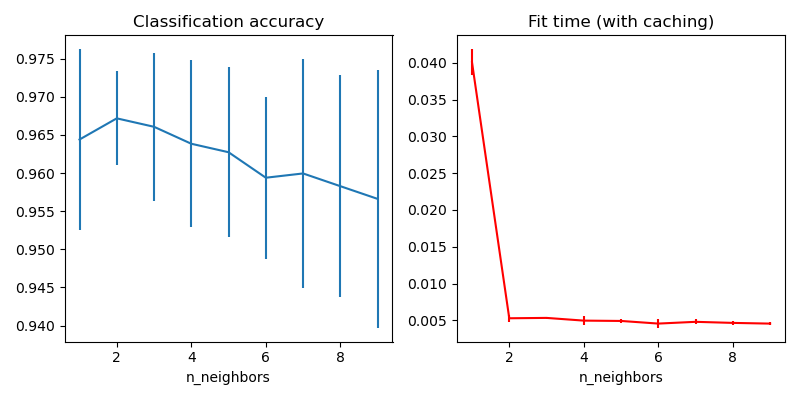 Classification accuracy
0.975
0.970
0.965
0.960
0.955
0.950
0.945
0.940
2 4 6 8
n_neighbors
Fit time (with caching)
0.040
0.035
0.030
0.025
0.020
0.015
0.010
0.005
2 4 6 8
n_neighbors